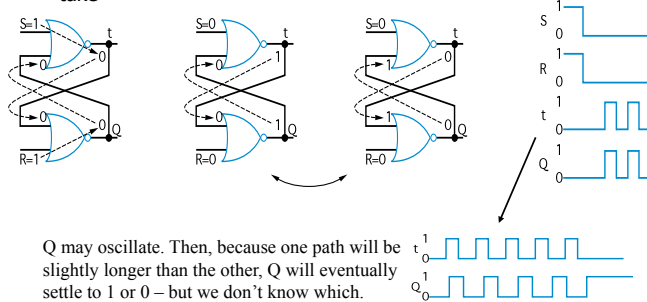 take
S=1 t S=0 t S=0 t
0 1 0
0 0 1
0 0 1
0 1 0
Q Q Q
R=1 R=0 R=0
1
S
0
1
R
0
1
t
0
1
Q
0
Q may oscillate. Then, because one path will be
slightly longer than the other, Q will eventually
settle to 1 or 0 – but we don’t know which.
1
t
0
1
Q
0